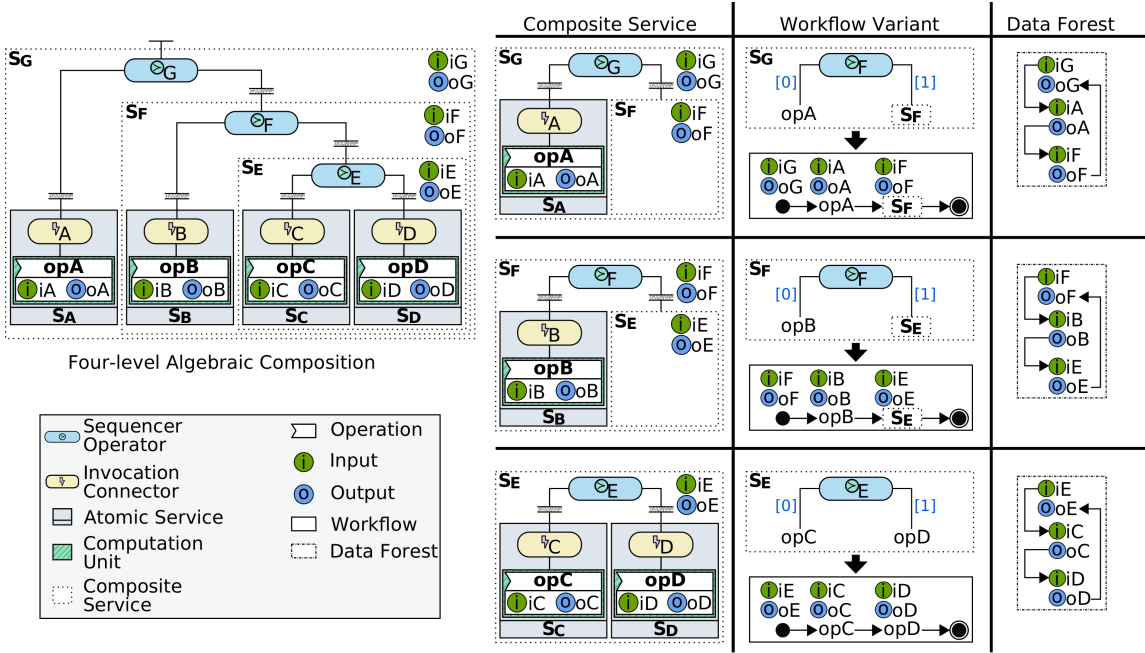 SG
G
i iG
o oG
SF
F
i iF
o oF
SE
E
i iE
o oE
A
B
C
D
opA
opB
opC
opD
i iA o oA
i iB o oB
i iC o oC
i iD o oD
SA
SB
SC
SD
Four-level Algebraic Composition
Sequencer
Operator
Invocation
Connector
Atomic Service
Computation
Unit
Composite
Service
Operation
i Input
o Output
Workflow
Data Forest
Composite Service
Workflow Variant
Data Forest
SG
G
i iG
o oG
A
opA
i iA o oA
SA
SF
i iF
o oF
SG
F
[0]
[1]
opA
SF
i iG i iA i iF
o oG o oA o oF
opA SF
i iG
o oG
i iA
o oA
i iF
o oF
SF
F
i iF
o oF
B
opB
i iB o oB
SB
SE
i iE
o oE
SF
F
[0]
[1]
opB
SE
i iF i iB i iE
o oF o oB o oE
opB SE
i iF
o oF
i iB
o oB
i iE
o oE
SE
E
i iE
o oE
C
D
opC
opD
i iC o oC
i iD o oD
SC
SD
SE
E
[0]
[1]
opC
opD
i iE i iC i iD
o oE o oC o oD
opC opD
i iE
o oE
i iC
o oC
i iD
o oD